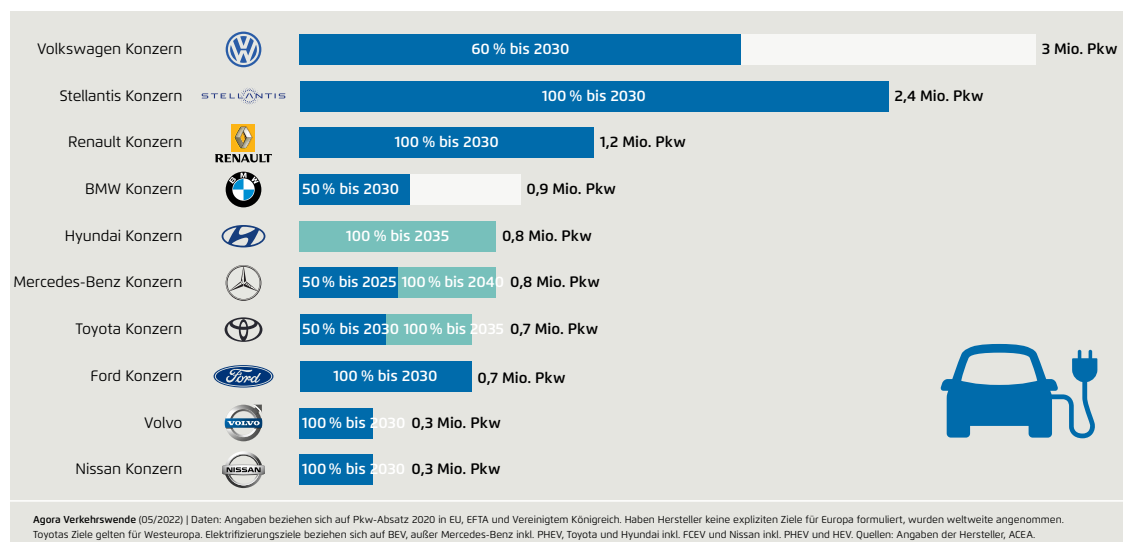 Volkswagen Konzern 60 % bis 2030 3 Mio. Pkw
Stellantis Konzern STELLANTIS 100 % bis 2030 2,4 Mio. Pkw
Renault Konzern RENAULT 100 % bis 2030 1,2 Mio. Pkw
BMW Konzern BMW 50 % bis 2030 0,9 Mio. Pkw
Hyundai Konzern 100 % bis 2035 0,8 Mio. Pkw
Mercedes-Benz Konzern 50 % bis 2025 100 % bis 2040 0,8 Mio. Pkw
Toyota Konzern 50 % bis 2030 100 % bis 2035 0,7 Mio. Pkw
Ford Konzern Ford 100 % bis 2030 0,7 Mio. Pkw
Volvo VOLVO 100 % bis 2030 0,3 Mio. Pkw
Nissan Konzern NISSAN 100 % bis 2030 0,3 Mio. Pkw
Agora Verkehrswende (05/2022) | Daten: Angaben beziehen sich auf Pkw-Absatz 2020 in EU, EFTA und Vereinigtem Königreich. Haben Hersteller keine expliziten Ziele für Europa formuliert, wurden weltweite angenommen.
Toyotas Ziele gelten für Westeuropa. Elektrifizierungsziele beziehen sich auf BEV, außer Mercedes-Benz inkl. PHEV, Toyota und Hyundai inkl. FCEV und Nissan inkl. PHEV und HEV. Quellen: Angaben der Hersteller, ACEA.